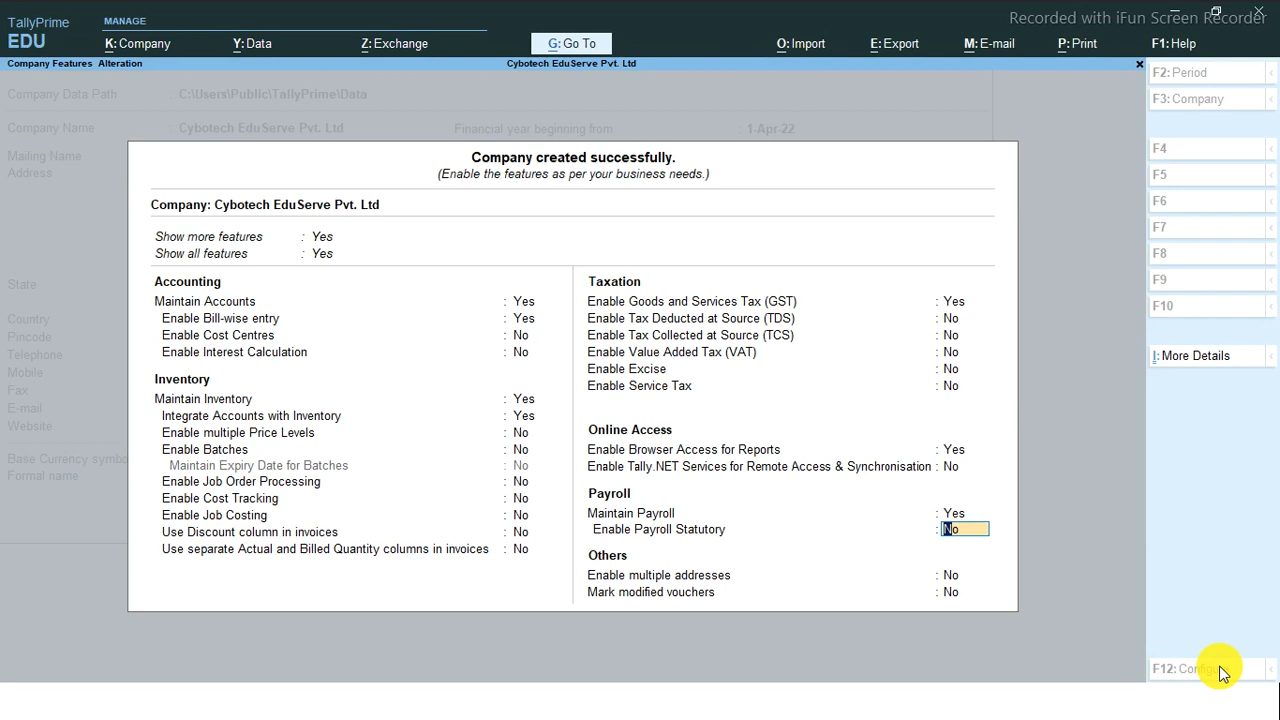 Recorded with iFun Screen Recorder
TallyPrime
EDU
MANAGE
K: Company
Y: Data
Z: Exchange
G: Go To
O: Import
E: Export
M: E-mail
P: Print
F1: Help
Company Features Alteration
Cybotech EduServe Pvt. Ltd
Company Data Path : C:\Users\Public\TallyPrime\Data
Company Name : Cybotech EduServe Pvt. Ltd
Financial year beginning from : 1-Apr-22
Mailing Name
Address
State
Country
Pincode
Telephone
Mobile
Fax
E-mail
Website
Base Currency symbo
Formal name
Company created successfully.
(Enable the features as per your business needs.)
Company: Cybotech EduServe Pvt. Ltd
Show more features : Yes
Show all features : Yes
Accounting
Maintain Accounts : Yes
Enable Bill-wise entry : Yes
Enable Cost Centres : No
Enable Interest Calculation : No
Inventory
Maintain Inventory : Yes
Integrate Accounts with Inventory : Yes
Enable multiple Price Levels : No
Enable Batches : No
Maintain Expiry Date for Batches : No
Enable Job Order Processing : No
Enable Cost Tracking : No
Enable Job Costing : No
Use Discount column in invoices : No
Use separate Actual and Billed Quantity columns in invoices : No
Taxation
Enable Goods and Services Tax (GST) : Yes
Enable Tax Deducted at Source (TDS) : No
Enable Tax Collected at Source (TCS) : No
Enable Value Added Tax (VAT) : No
Enable Excise : No
Enable Service Tax : No
Online Access
Enable Browser Access for Reports : Yes
Enable Tally.NET Services for Remote Access & Synchronisation : No
Payroll
Maintain Payroll : Yes
Enable Payroll Statutory : No
Others
Enable multiple addresses : No
Mark modified vouchers : No
F2: Period
F3: Company
F4
F5
F6
F7
F8
F9
F10
I: More Details
F12: